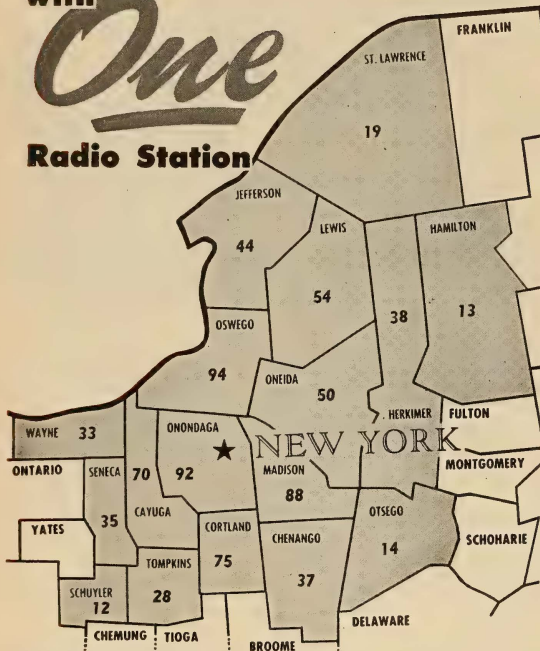 with
One
Radio Station
FRANKLIN
ST. LAWRENCE
19
JEFFERSON
44
LEWIS
54
HAMILTON
13
38
OSWEGO
94
ONEIDA
50
HERKIMER
FULTON
WAYNE 33
ONONDAGA
92
NEW YORK
MONTGOMERY
ONTARIO
SENECA
35
70
CAYUGA
MADISON
88
YATES
CORTLAND
75
CHENANGO
37
OTSEGO
14
SCHOHARIE
TOMPKINS
28
SCHUYLER
12
DELAWARE
CHEMUNG
TIOGA
BROOME